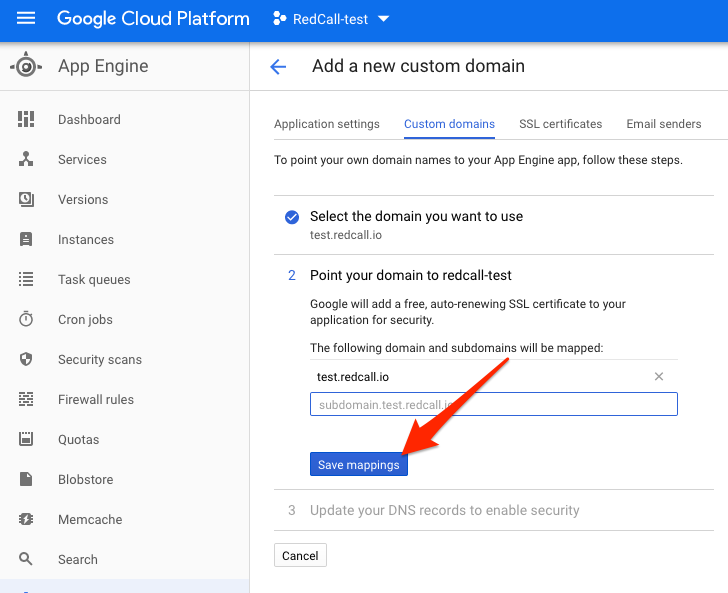 Google Cloud Platform
RedCall-test
App Engine
Dashboard
Services
Versions
Instances
Task queues
Cron jobs
Security scans
Firewall rules
Quotas
Blobstore
Memcache
Search
Add a new custom domain
Application settings
Custom domains
SSL certificates
Email senders
To point your own domain names to your App Engine app, follow these steps.
Select the domain you want to use
test.redcall.io
2 Point your domain to redcall-test
Google will add a free, auto-renewing SSL certificate to your
application for security.
The following domain and subdomains will be mapped:
test.redcall.io
subdomain.test.redcall.io
Save mappings
3 Update your DNS records to enable security
Cancel